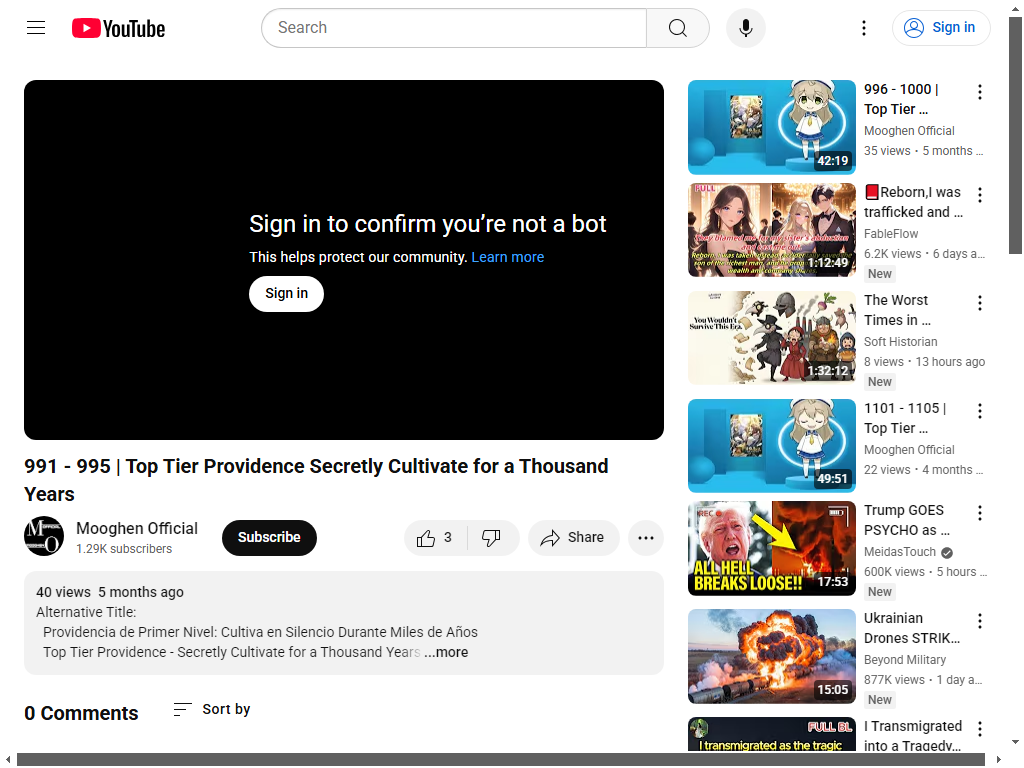 YouTube
Search
Sign in
Sign in to confirm you're not a bot
This helps protect our community. Learn more
Sign in
991 - 995 | Top Tier Providence Secretly Cultivate for a Thousand
Years
Mooghen Official
1.29K subscribers
Subscribe
3
Share
40 views 5 months ago
Alternative Title:
Providencia de Primer Nivel: Cultiva en Silencio Durante Miles de Años
Top Tier Providence - Secretly Cultivate for a Thousand Years ...more
0 Comments
Sort by
42:19
996 - 1000 |
Top Tier ...
Mooghen Official
35 views • 5 months ...
FULL
1:12:49
📕Reborn,I was
trafficked and ...
FableFlow
6.2K views • 6 days a...
New
You Wouldn't
Survive This Era.
1:32:12
The Worst
Times in ...
Soft Historian
8 views • 13 hours ago
New
49:51
1101 - 1105 |
Top Tier ...
Mooghen Official
22 views • 4 months ...
REC
ALL HELL
BREAKS LOOSE!!
17:53
Trump GOES
PSYCHO as ...
MeidasTouch
600K views • 5 hours ...
New
15:05
Ukrainian
Drones STRIK...
Beyond Military
877K views • 1 day a...
New
FULL BL
I transmigrated as the tragic
I Transmigrated
into a Tragedy...